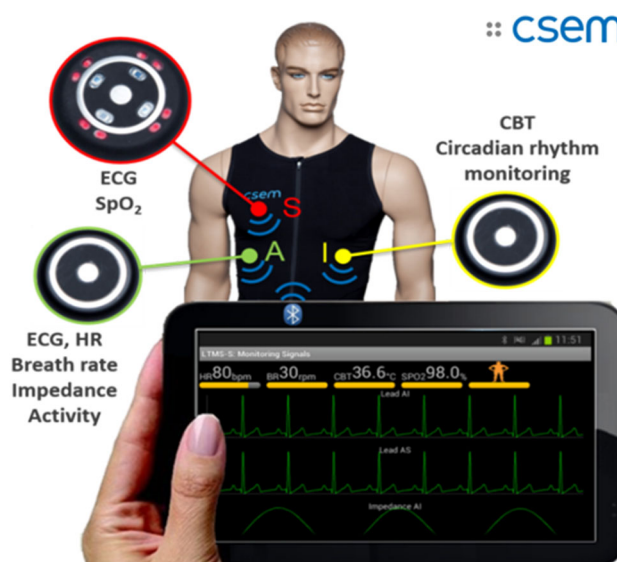 csem
CBT
Circadian rhythm
monitoring
ECG
SpO₂
csem
S
A
I
ECG, HR
Breath rate
Impedance
Activity
11:51
LTMS-S: Monitoring Signals
HR80bpm BR30rpm CBT36.6°C SPO298.0%
Lead AI
Lead AS
Impedance AI